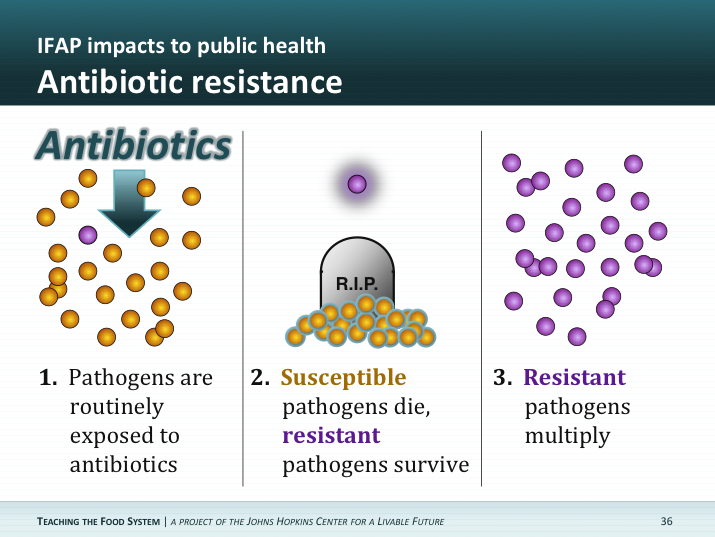 IFAP impacts to public health
Antibiotic resistance
Antibiotics
R.I.P.
1. Pathogens are
routinely
exposed to
antibiotics
2. Susceptible
pathogens die,
resistant
pathogens survive
3. Resistant
pathogens
multiply
TEACHING THE FOOD SYSTEM | A PROJECT OF THE JOHNS HOPKINS CENTER FOR A LIVABLE FUTURE
36